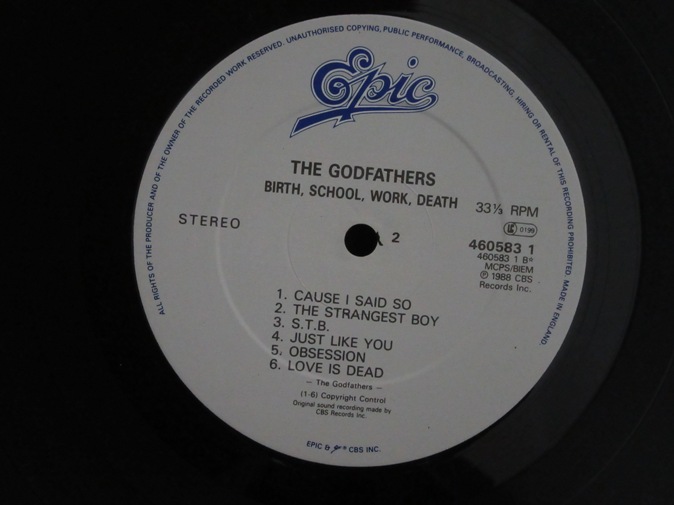 ALL RIGHTS OF THE PRODUCER AND OF THE OWNER OF THE RECORDED WORK RESERVED. UNAUTHORISED COPYING, PUBLIC PERFORMANCE, BROADCASTING, HIRING OR RENTAL OF THIS RECORDING PROHIBITED. MADE IN ENGLAND.
Epic
THE GODFATHERS
BIRTH, SCHOOL, WORK, DEATH
STEREO
33⅓ RPM
LC 0199
2
460583 1
460583 1 B*
MCPS/BIEM
℗ 1988 CBS
Records Inc.
1. CAUSE I SAID SO
2. THE STRANGEST BOY
3. S.T.B.
4. JUST LIKE YOU
5. OBSESSION
6. LOVE IS DEAD
— The Godfathers —
(1-6) Copyright Control
Original sound recording made by
CBS Records Inc.
EPIC & * CBS INC.